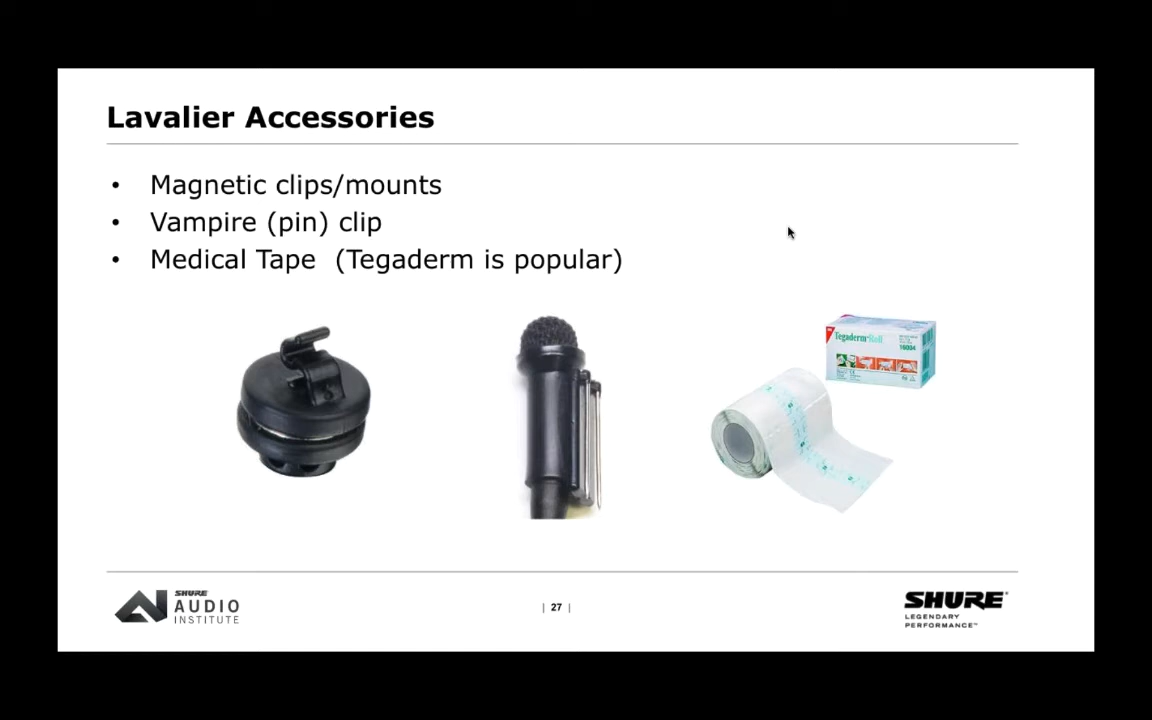 Lavalier Accessories
• Magnetic clips/mounts
• Vampire (pin) clip
• Medical Tape (Tegaderm is popular)
Tegaderm Roll
16004
SHURE
AUDIO
INSTITUTE
| 27 |
SHURE
LEGENDARY
PERFORMANCE™